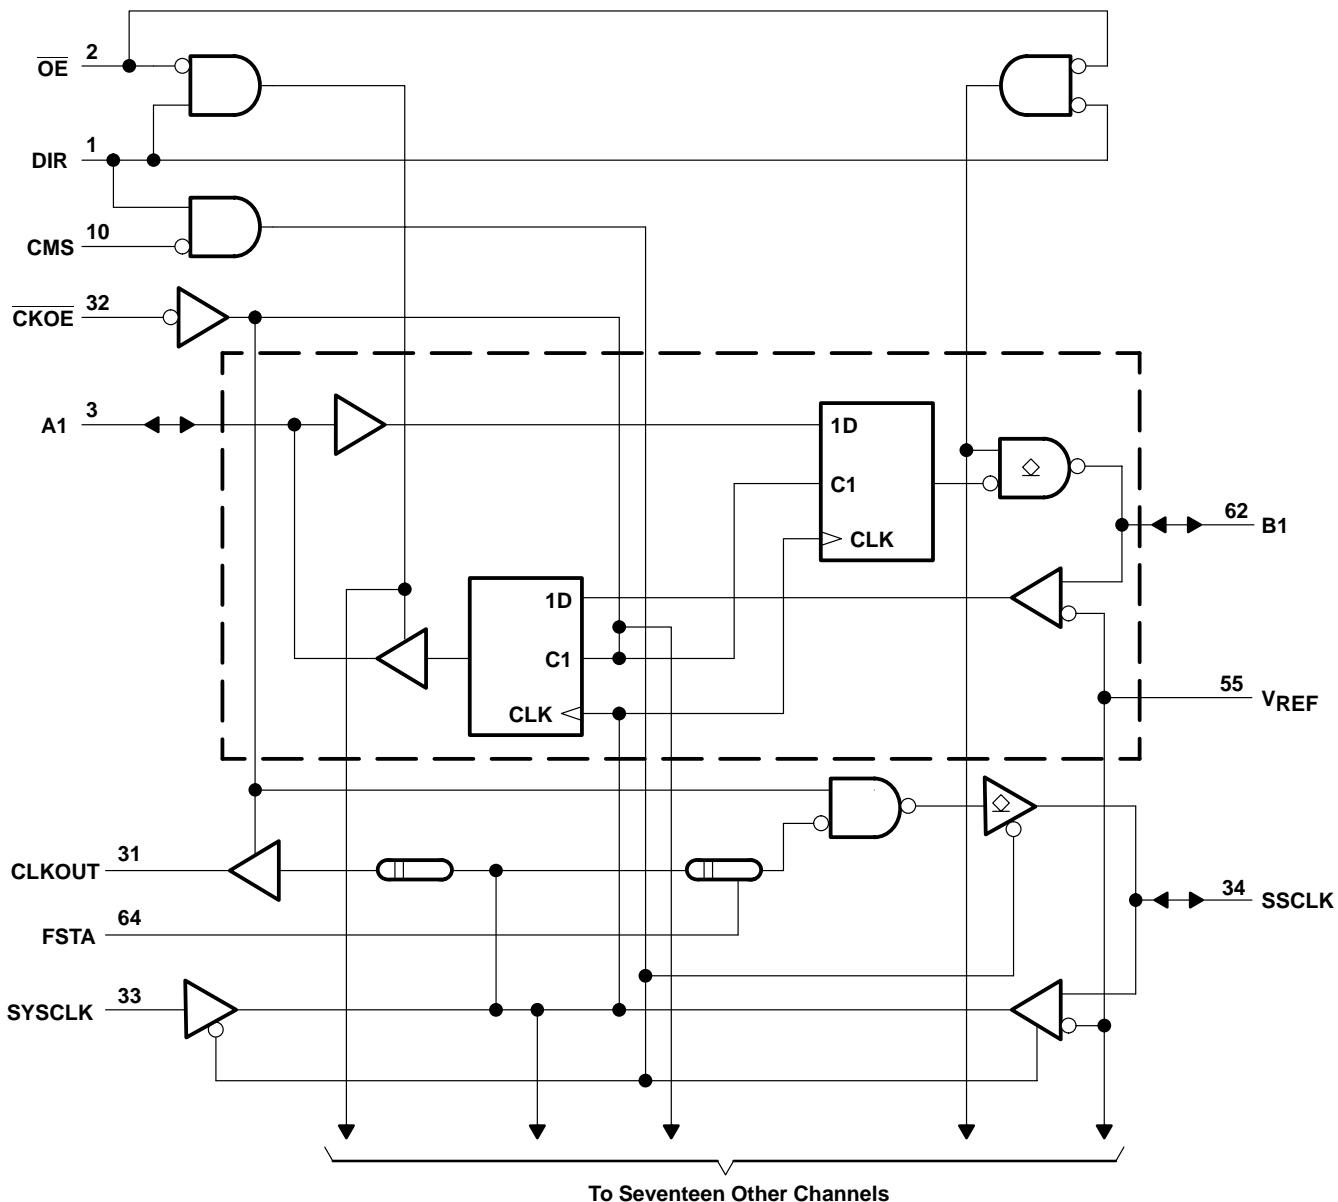 2
OE
1
DIR
10
CMS
32
CKOE
3
A1
1D
C1
CLK
62
B1
1D
C1
CLK
55
VREF
31
CLKOUT
64
FSTA
34
SSCLK
33
SYSCLK
To Seventeen Other Channels